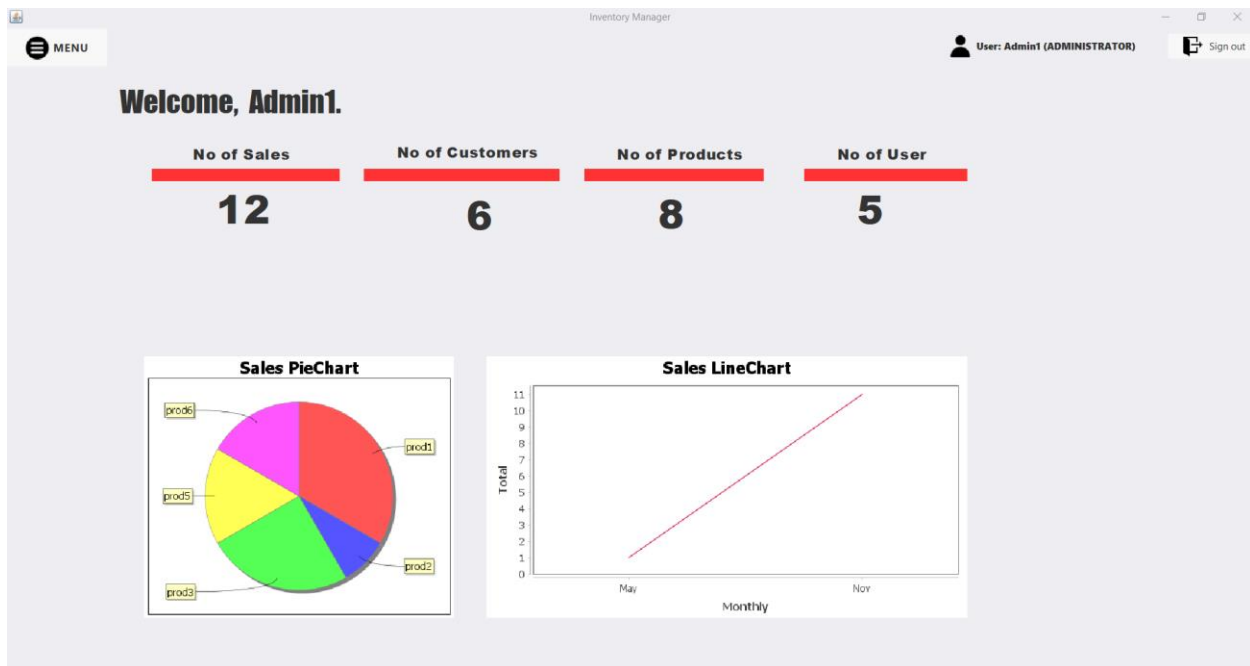 Inventory Manager
MENU
User: Admin1 (ADMINISTRATOR)
Sign out
Welcome, Admin1.
No of Sales
No of Customers
No of Products
No of User
12
6
8
5
Sales PieChart
prod6
prod1
prod5
prod2
prod3
Sales LineChart
11
10
9
8
7
6
5
4
3
2
1
0
Total
May
Nov
Monthly